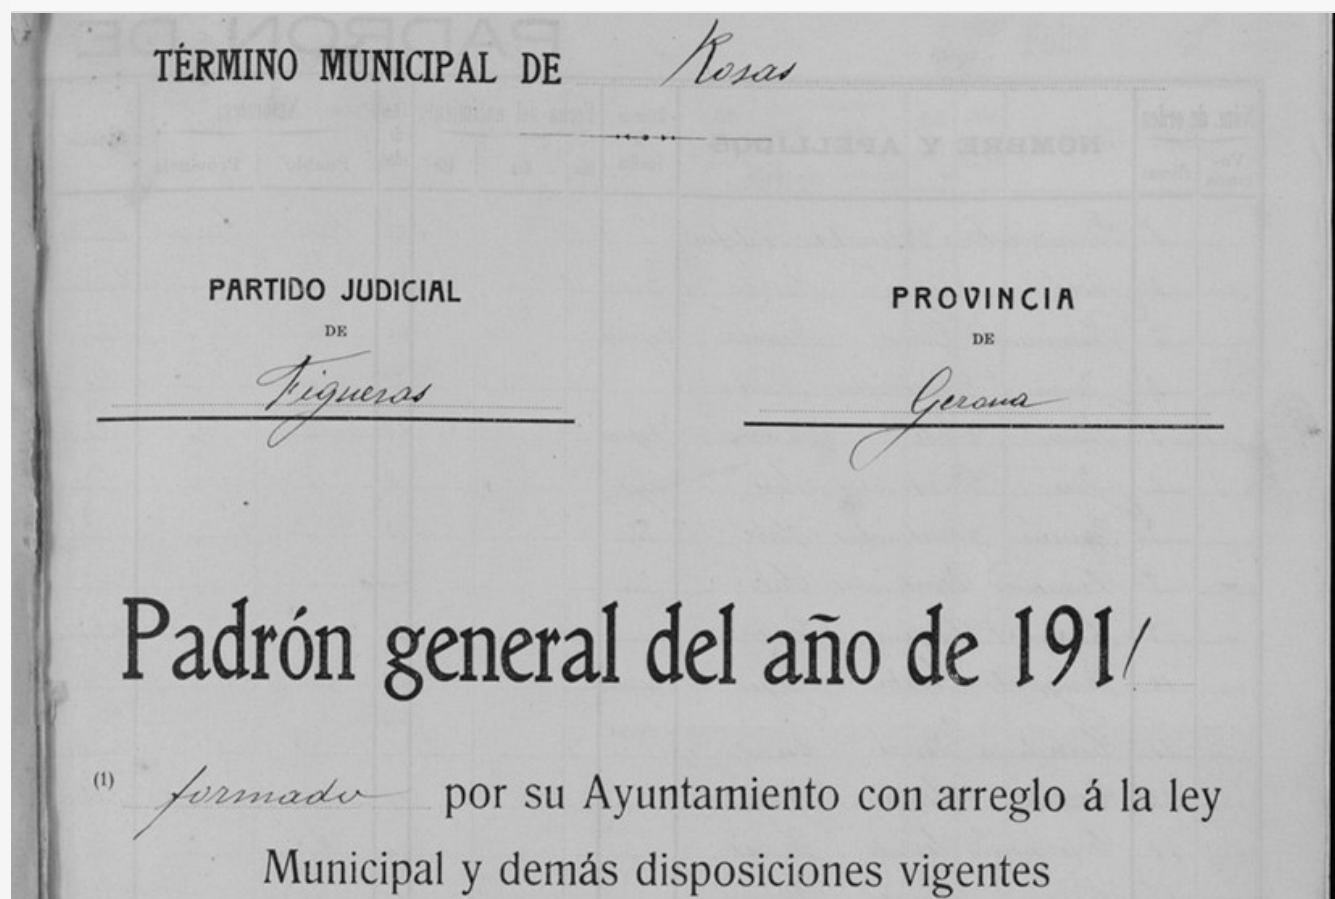 TÉRMINO MUNICIPAL DE Rosas
PARTIDO JUDICIAL
DE
Figueras
PROVINCIA
DE
Gerona
Padrón general del año de 1911
(1) formado por su Ayuntamiento con arreglo á la ley
Municipal y demás disposiciones vigentes